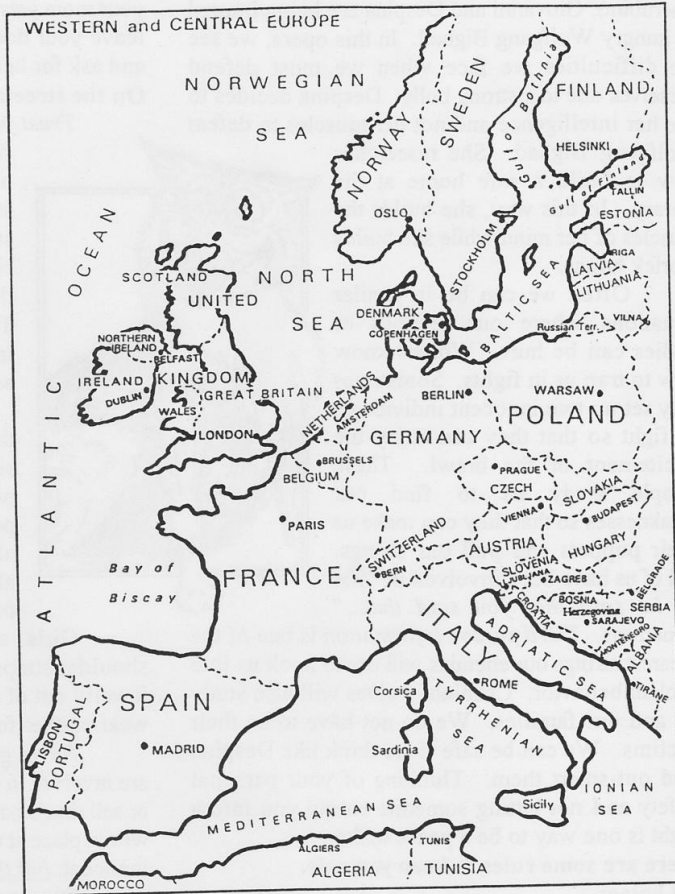 WESTERN and CENTRAL EUROPE
NORWEGIAN
SEA
NORWAY
SWEDEN
Gulf of Bothnia
FINLAND
HELSINKI
Gulf of Finland
TALLIN
ESTONIA
OSLO
STOCKHOLM
RIGA
LATVIA
LITHUANIA
VILNA
Russian Terr.
BALTIC SEA
ATLANTIC OCEAN
NORTH
SEA
SCOTLAND
UNITED
KINGDOM
NORTHERN
IRELAND
BELFAST
IRELAND
DUBLIN
WALES
GREAT BRITAIN
LONDON
DENMARK
COPENHAGEN
NETHERLANDS
AMSTERDAM
BERLIN
WARSAW
POLAND
GERMANY
BRUSSELS
BELGIUM
PRAGUE
CZECH
SLOVAKIA
VIENNA
BUDAPEST
PARIS
SWITZERLAND
BERN
AUSTRIA
HUNGARY
FRANCE
SLOVENIA
LJUBLJANA
ZAGREB
CROATIA
BOSNIA
Herzegovina
SARAJEVO
BELGRADE
SERBIA
MONTENEGRO
ALBANIA
TIRANE
Bay of
Biscay
ITALY
ADRIATIC SEA
ROME
Corsica
TYRRHENIAN
SEA
Sardinia
SPAIN
PORTUGAL
LISBON
MADRID
IONIAN
SEA
Sicily
MEDITERRANEAN SEA
ALGIERS
TUNIS
MOROCCO
ALGERIA
TUNISIA